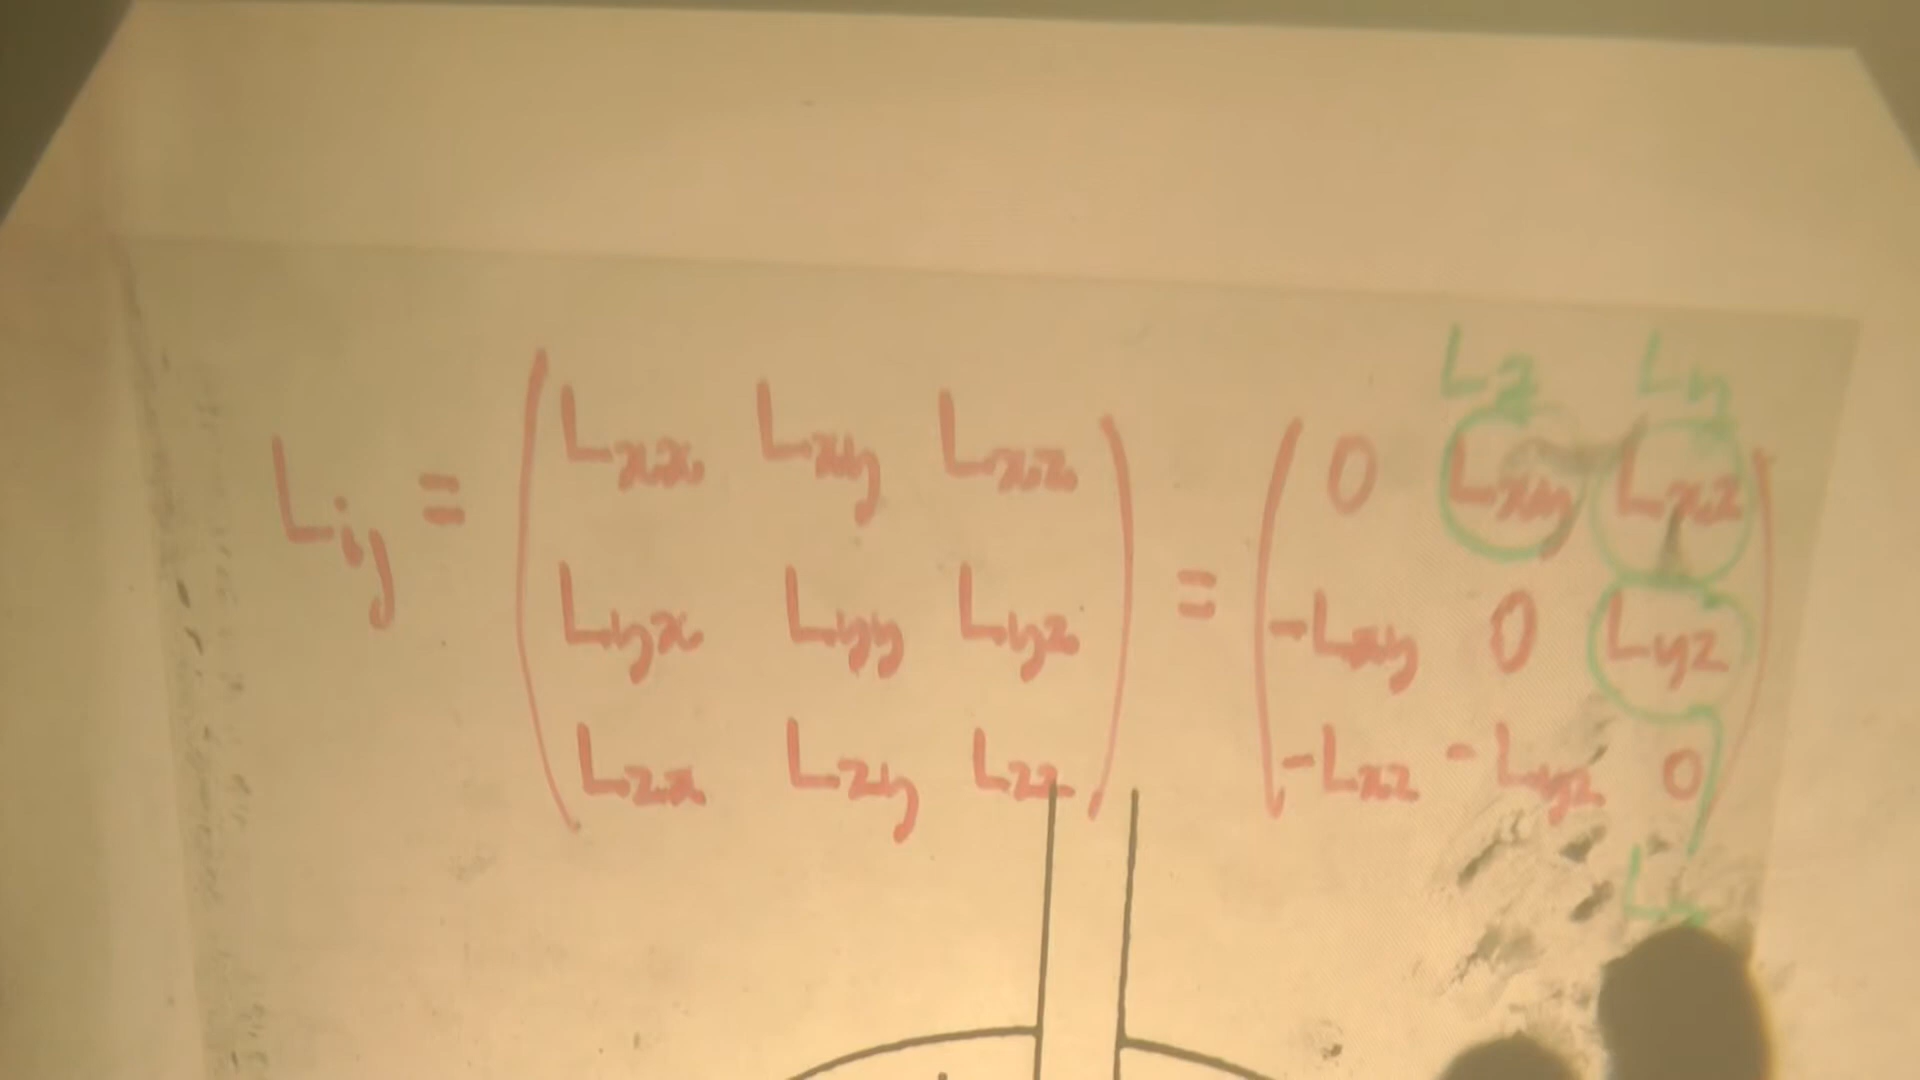 Lz Ly
Lij = ( Lxx Lxy Lxz ) = ( 0 Lxy Lxz )
Lyx Lyy Lyz -Lxy 0 Lyz
Lzx Lzy Lzz -Lxz -Lyz 0